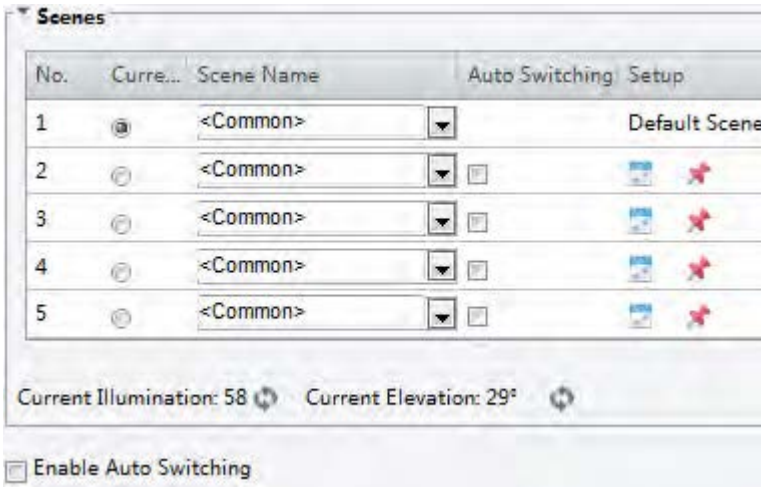 Scenes
No. Curre... Scene Name Auto Switching Setup
1 <Common> Default Scene
2 <Common>
3 <Common>
4 <Common>
5 <Common>
Current Illumination: 58 Current Elevation: 29°
Enable Auto Switching